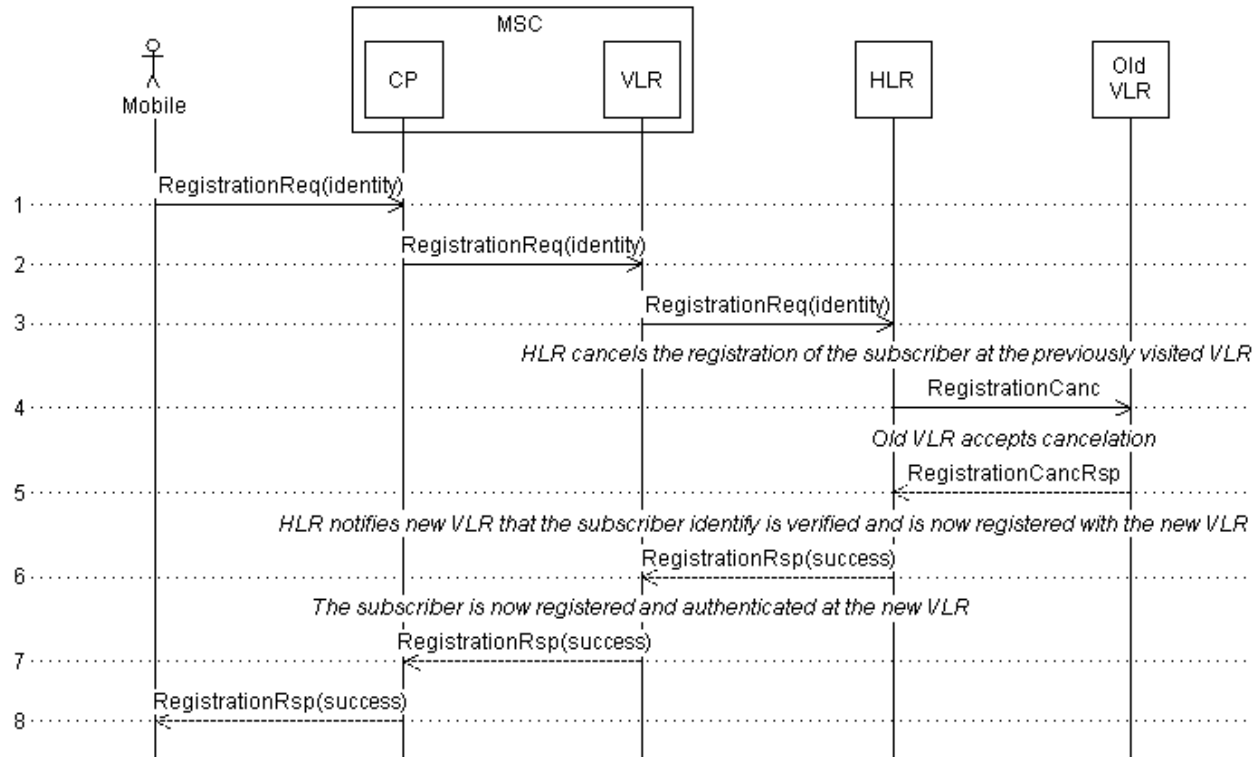 MSC
CP
VLR
HLR
Old
VLR
Mobile
RegistrationReq(identity)
1
RegistrationReq(identity)
2
RegistrationReq(identity)
3
HLR cancels the registration of the subscriber at the previously visited VLR
RegistrationCanc
4
Old VLR accepts cancelation
RegistrationCancRsp
5
HLR notifies new VLR that the subscriber identify is verified and is now registered with the new VLR
RegistrationRsp(success)
6
The subscriber is now registered and authenticated at the new VLR
RegistrationRsp(success)
7
RegistrationRsp(success)
8